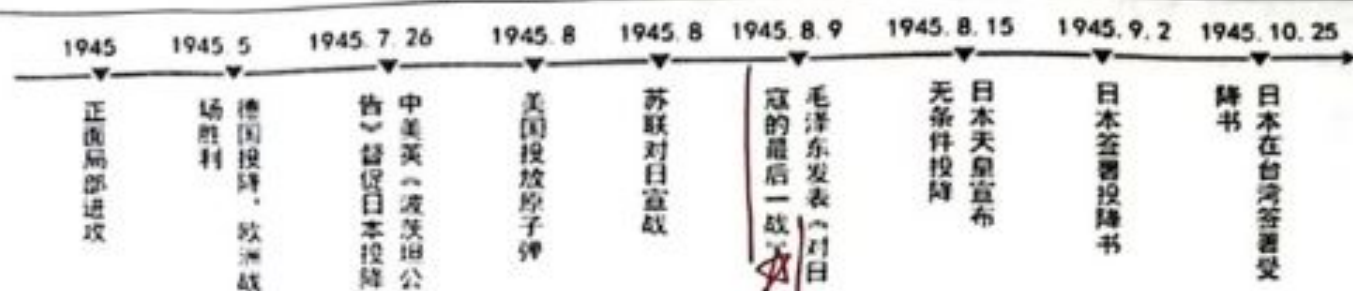 1945
1945. 5
1945. 7. 26
1945. 8
1945. 8
1945. 8. 9
1945. 8. 15
1945. 9. 2
1945. 10. 25
正面局部进攻
德国投降，欧洲战
场胜利
中美英《波茨坦公
告》督促日本投降
美国投放原子弹
苏联对日宣战
毛泽东发表《对日
寇的最后一战》
日本天皇宣布
无条件投降
日本签署投降书
日本在台湾签署受
降书